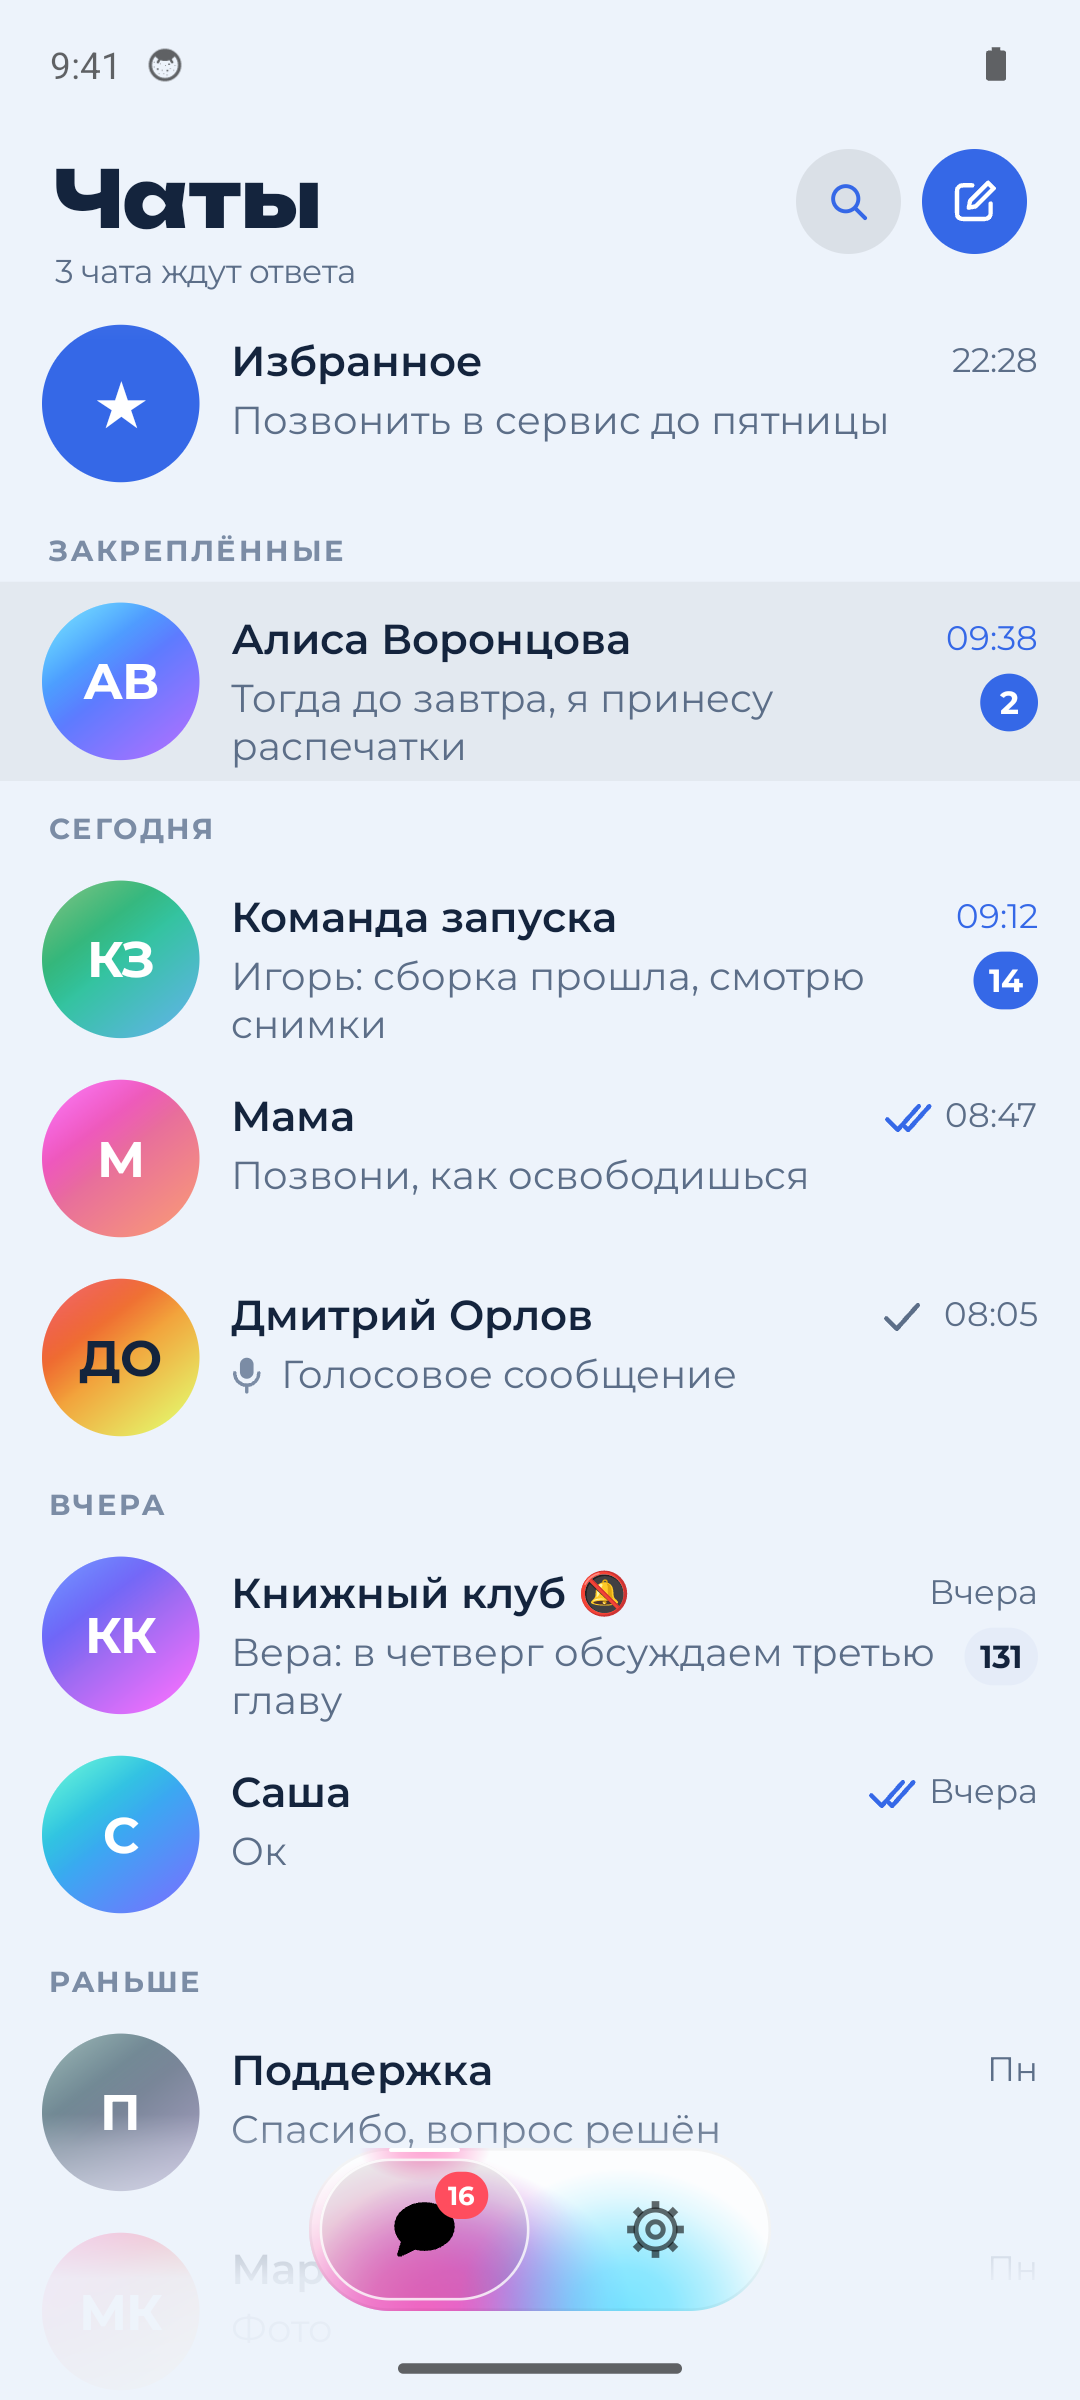 9:41
Чаты
3 чата ждут ответа
★
Избранное
22:28
Позвонить в сервис до пятницы
ЗАКРЕПЛЁННЫЕ
АВ
Алиса Воронцова
09:38
Тогда до завтра, я принесу
распечатки
2
СЕГОДНЯ
КЗ
Команда запуска
09:12
Игорь: сборка прошла, смотрю
снимки
14
М
Мама
08:47
Позвони, как освободишься
ДО
Дмитрий Орлов
08:05
Голосовое сообщение
ВЧЕРА
КК
Книжный клуб 🔕
Вчера
Вера: в четверг обсуждаем третью
главу
131
С
Саша
Вчера
Ок
РАНЬШЕ
П
Поддержка
Пн
Спасибо, вопрос решён
16
МК
Пн
Фото